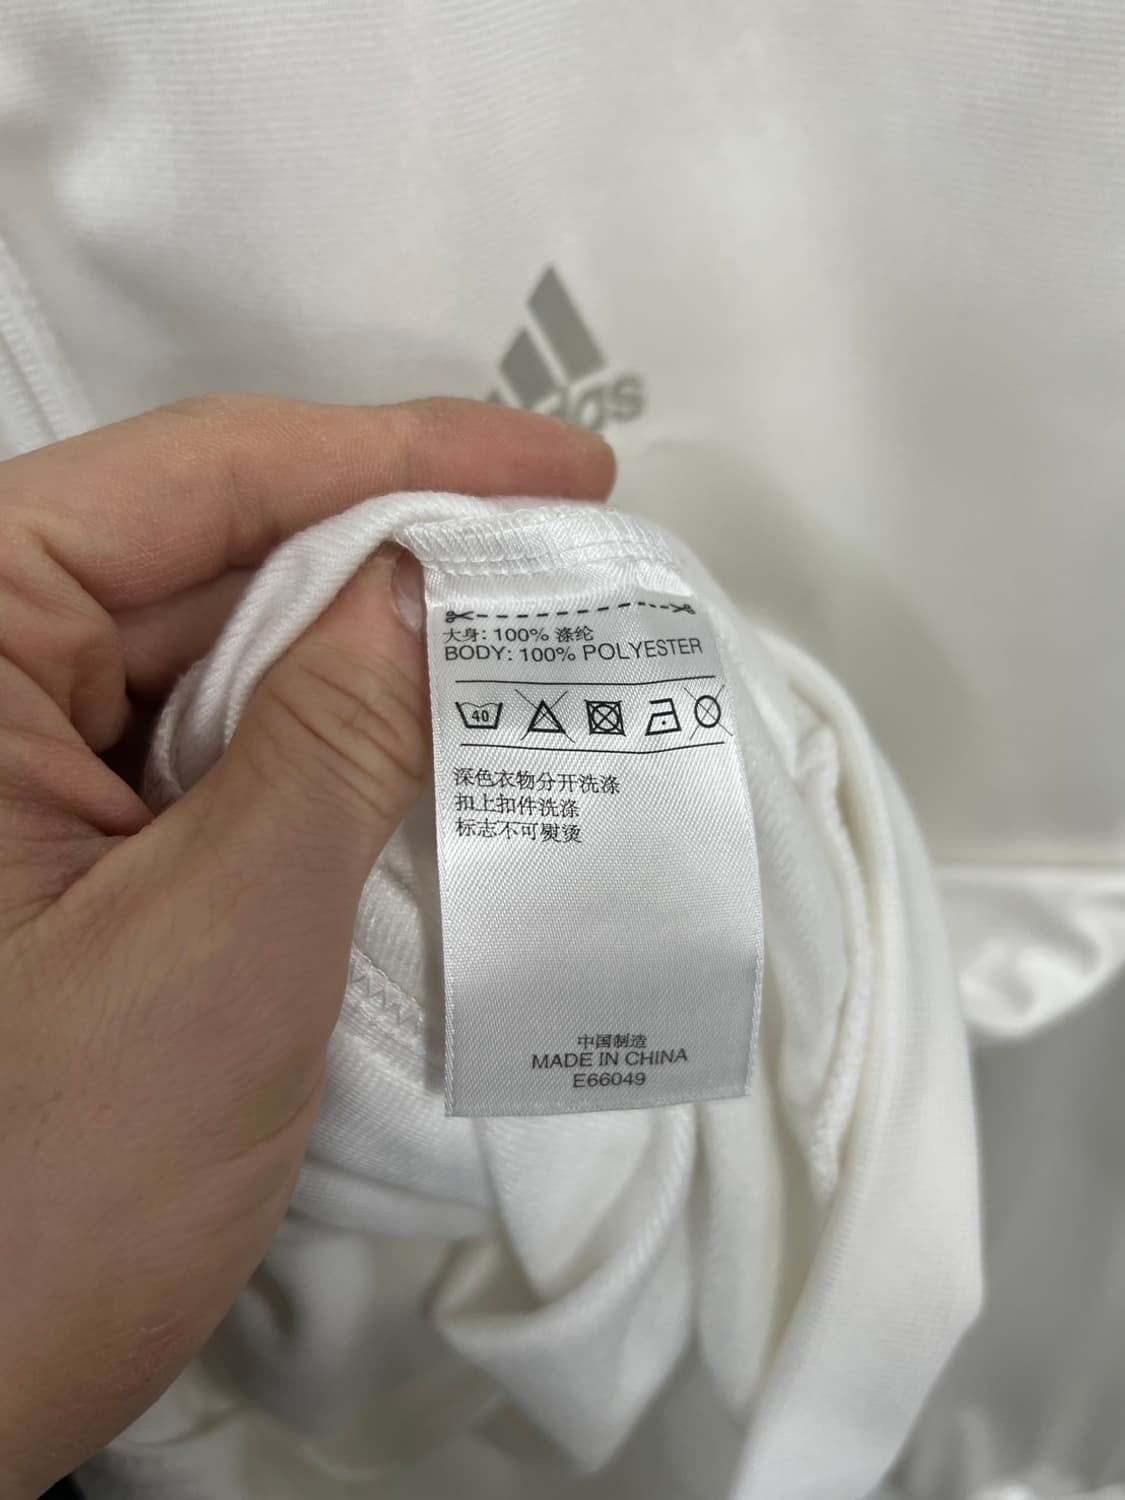 adidas
大身: 100% 涤纶
BODY: 100% POLYESTER
40
深色衣物分开洗涤
扣上扣件洗涤
标志不可熨烫
中国制造
MADE IN CHINA
E66049